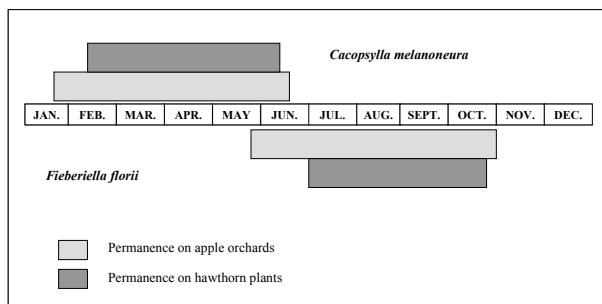 Cacopsylla melanoneura
JAN. FEB. MAR. APR. MAY JUN. JUL. AUG. SEPT. OCT. NOV. DEC.
Fieberiella florii
Permanence on apple orchards
Permanence on hawthorn plants